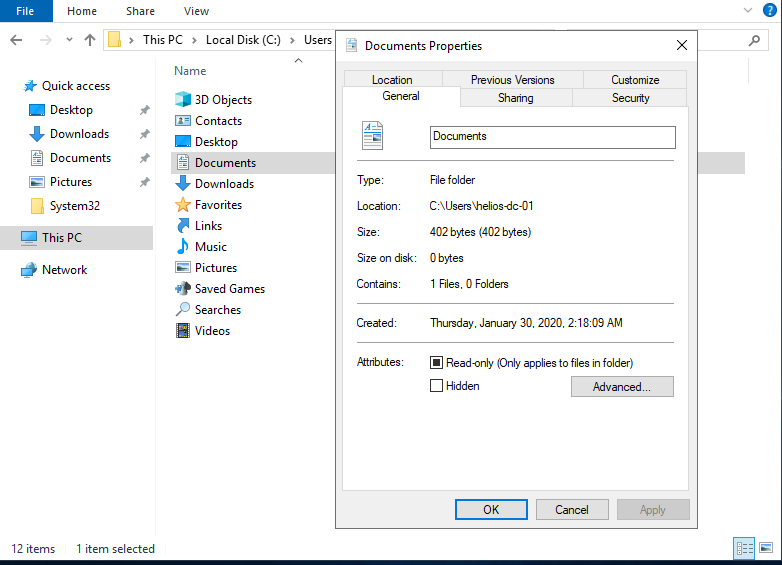 File Home Share View
This PC Local Disk (C:) Users
Documents Properties
Name
Quick access
Desktop
Downloads
Documents
Pictures
System32
This PC
Network
3D Objects
Contacts
Desktop
Documents
Downloads
Favorites
Links
Music
Pictures
Saved Games
Searches
Videos
Location Previous Versions Customize
General Sharing Security
Documents
Type: File folder
Location: C:\Users\helios-dc-01
Size: 402 bytes (402 bytes)
Size on disk: 0 bytes
Contains: 1 Files, 0 Folders
Created: Thursday, January 30, 2020, 2:18:09 AM
Attributes: Read-only (Only applies to files in folder)
Hidden Advanced...
OK Cancel Apply
12 items 1 item selected